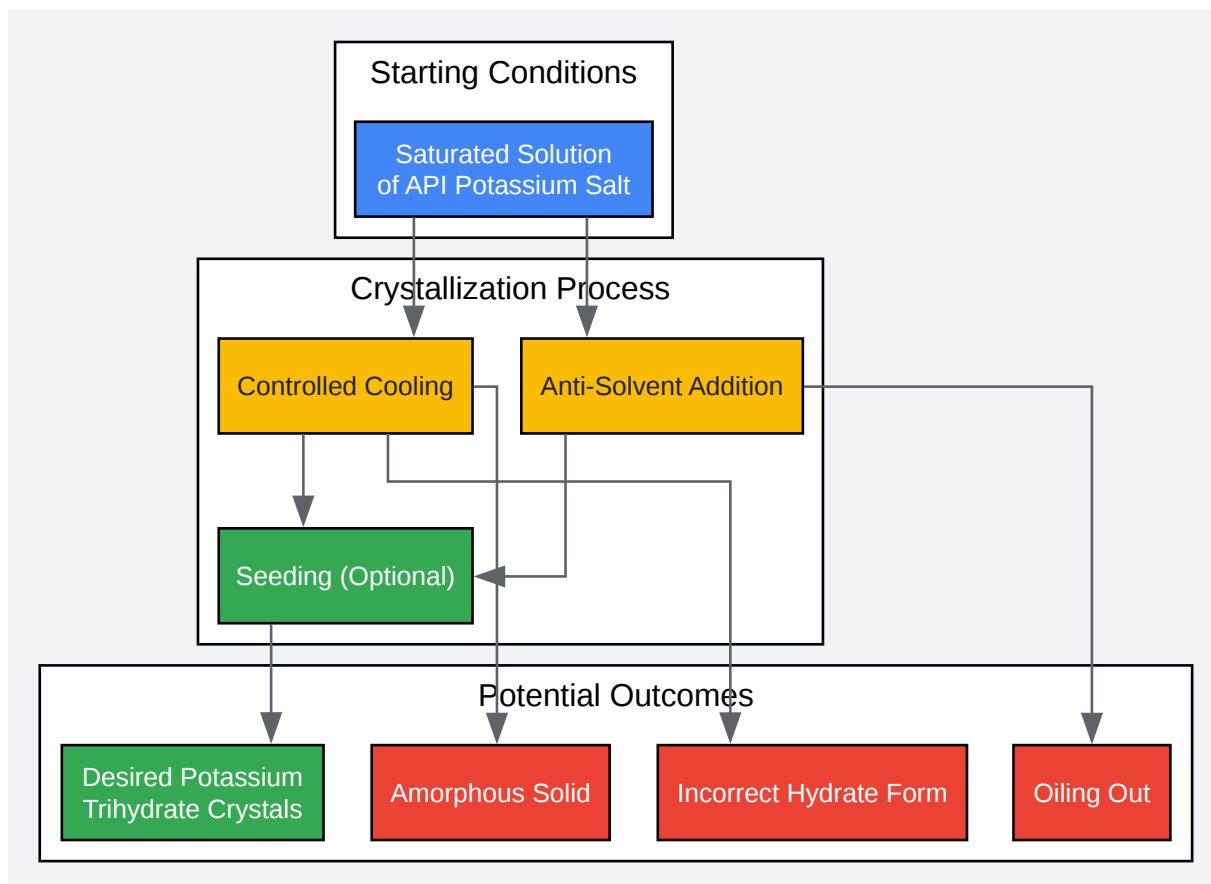 Starting Conditions
Saturated Solution
of API Potassium Salt
Crystallization Process
Controlled Cooling
Anti-Solvent Addition
Seeding (Optional)
Potential Outcomes
Desired Potassium
Trihydrate Crystals
Amorphous Solid
Incorrect Hydrate Form
Oiling Out